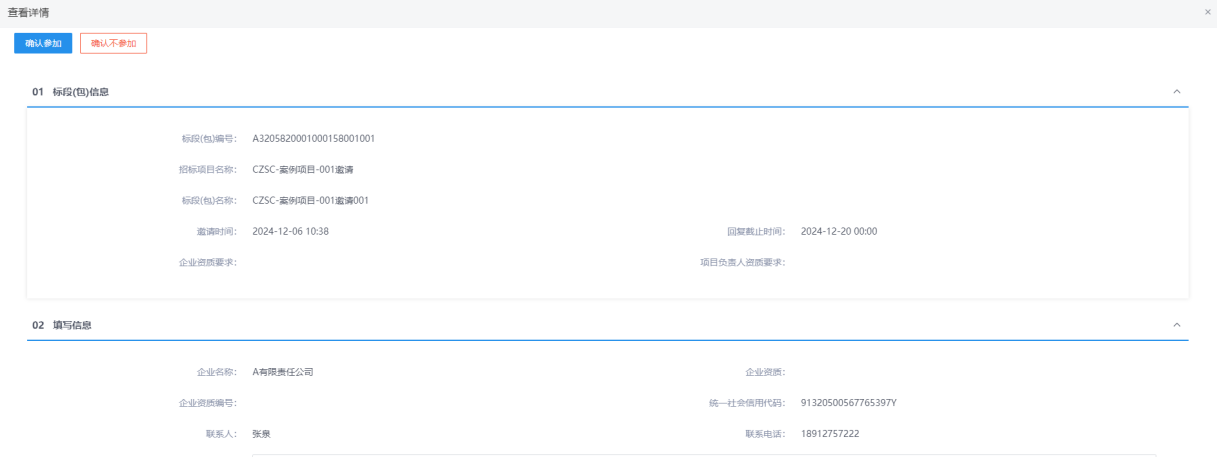 查看详情 ×
确认参加 确认不参加
01 标段(包)信息
标段(包)编号： A3205820001000158001001
招标项目名称： CZSC-案例项目-001邀请
标段(包)名称： CZSC-案例项目-001邀请001
邀请时间： 2024-12-06 10:38 回复截止时间： 2024-12-20 00:00
企业资质要求： 项目负责人资质要求：
02 填写信息
企业名称： A有限责任公司 企业资质：
企业资质编号： 统一社会信用代码： 91320500567765397Y
联系人： 张泉 联系电话： 18912757222